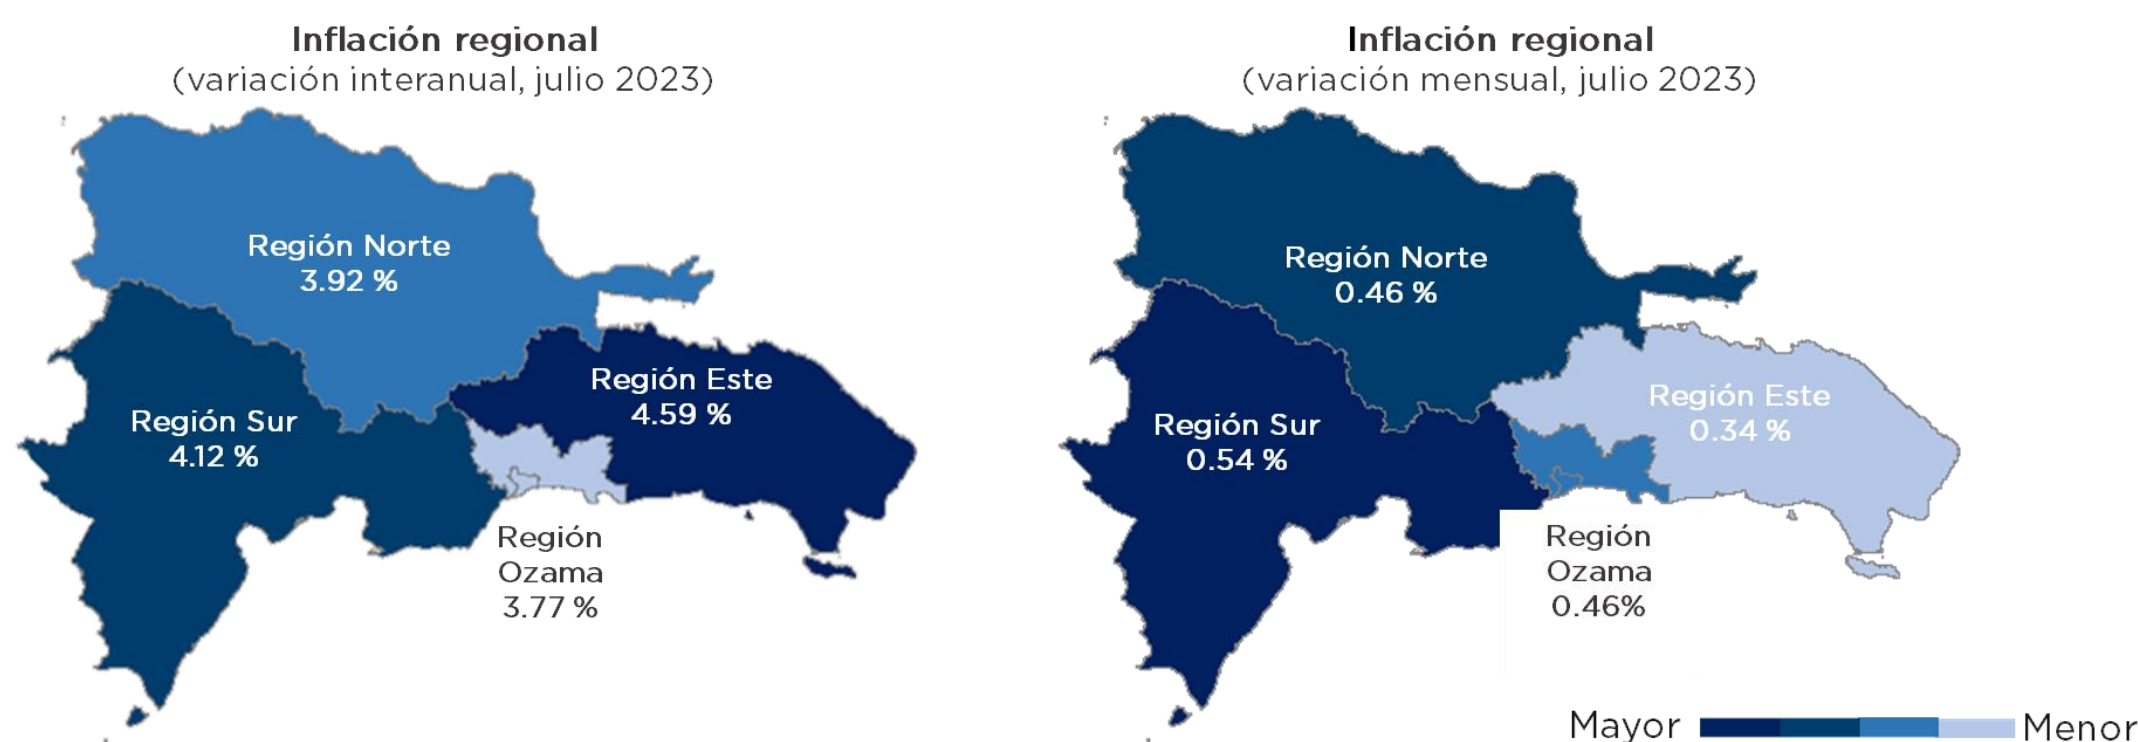 Inflación regional
(variación interanual, julio 2023)
Región Norte
3.92 %
Región Este
4.59 %
Región Sur
4.12 %
Región
Ozama
3.77 %
Inflación regional
(variación mensual, julio 2023)
Región Norte
0.46 %
Región Este
0.34 %
Región Sur
0.54 %
Región
Ozama
0.46%
Mayor Menor